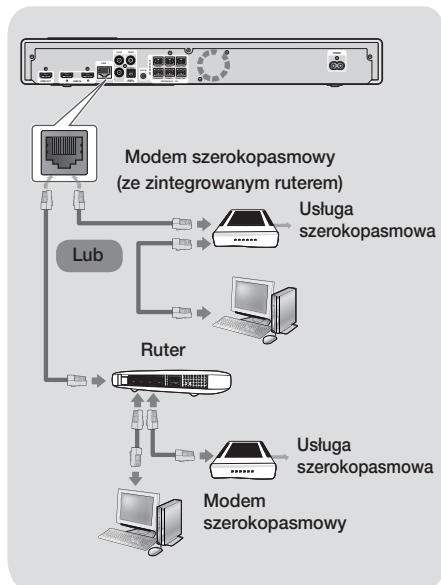 Modem szerokopasmowy
(ze zintegrowanym ruterem)
Usługa
szerokopasmowa
Lub
Ruter
Usługa
szerokopasmowa
Modem
szerokopasmowy